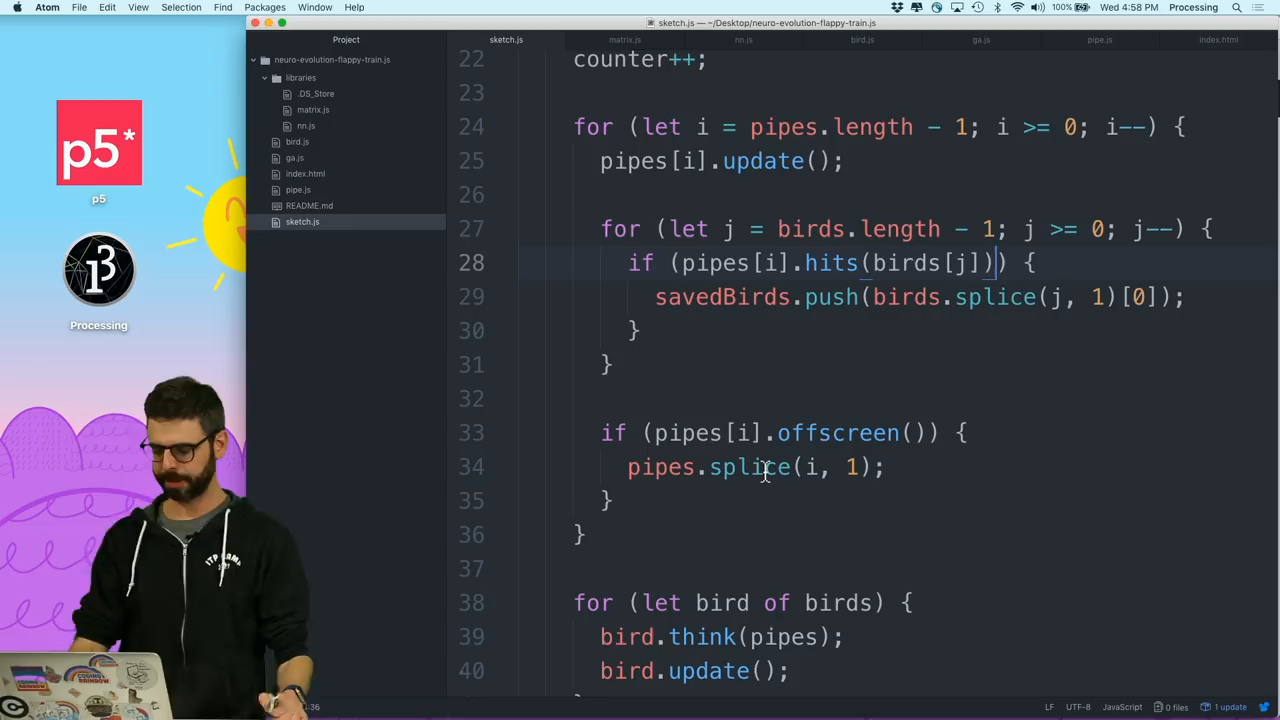 Atom File Edit View Selection Find Packages Window Help
100% Wed 4:58 PM Processing
sketch.js — ~/Desktop/neuro-evolution-flappy-train.js
Project
sketch.js matrix.js nn.js bird.js ga.js pipe.js index.html
neuro-evolution-flappy-train.js
libraries
.DS_Store
matrix.js
nn.js
bird.js
ga.js
index.html
pipe.js
README.md
sketch.js
p5*
p5
Processing
22 counter++;
23
24 for (let i = pipes.length - 1; i >= 0; i--) {
25 pipes[i].update();
26
27 for (let j = birds.length - 1; j >= 0; j--) {
28 if (pipes[i].hits(birds[j])) {
29 savedBirds.push(birds.splice(j, 1)[0]);
30 }
31 }
32
33 if (pipes[i].offscreen()) {
34 pipes.splice(i, 1);
35 }
36 }
37
38 for (let bird of birds) {
39 bird.think(pipes);
40 bird.update();
ITP CAMP
:36
LF UTF-8 JavaScript 0 files 1 update